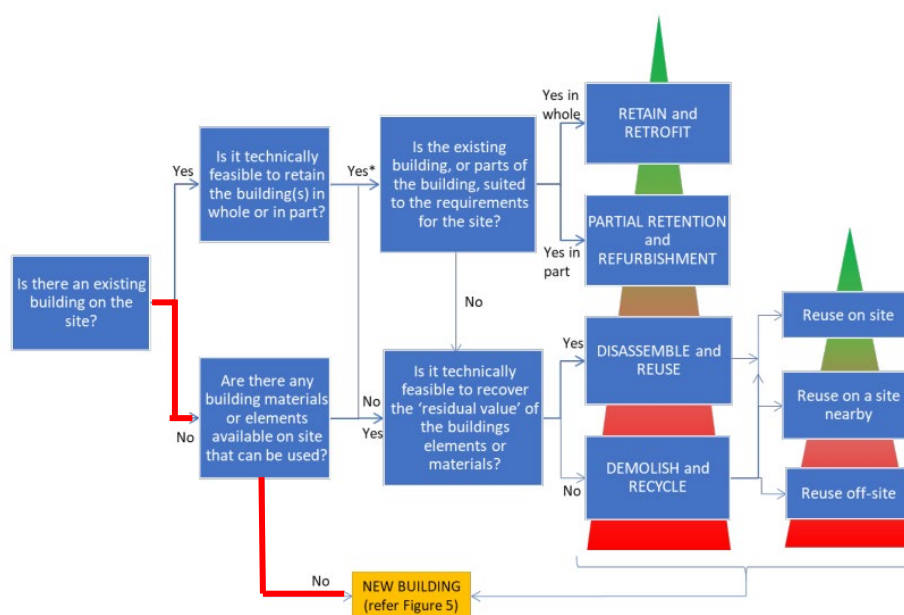 Is there an existing
building on the
site?
Yes
No
Is it technically
feasible to retain
the building(s) in
whole or in part?
Yes*
Are there any
building materials
or elements
available on site
that can be used?
No
Yes
No
Is the existing
building, or parts
of the building,
suited to the
requirements
for the site?
Yes in
whole
Yes in
part
No
Is it technically
feasible to recover
the ‘residual value’ of
the buildings
elements or
materials?
Yes
No
RETAIN and
RETROFIT
PARTIAL RETENTION
and
REFURBISHMENT
DISASSEMBLE and
REUSE
DEMOLISH and
RECYCLE
Reuse on site
Reuse on a site
nearby
Reuse off-site
NEW BUILDING
(refer Figure 5)